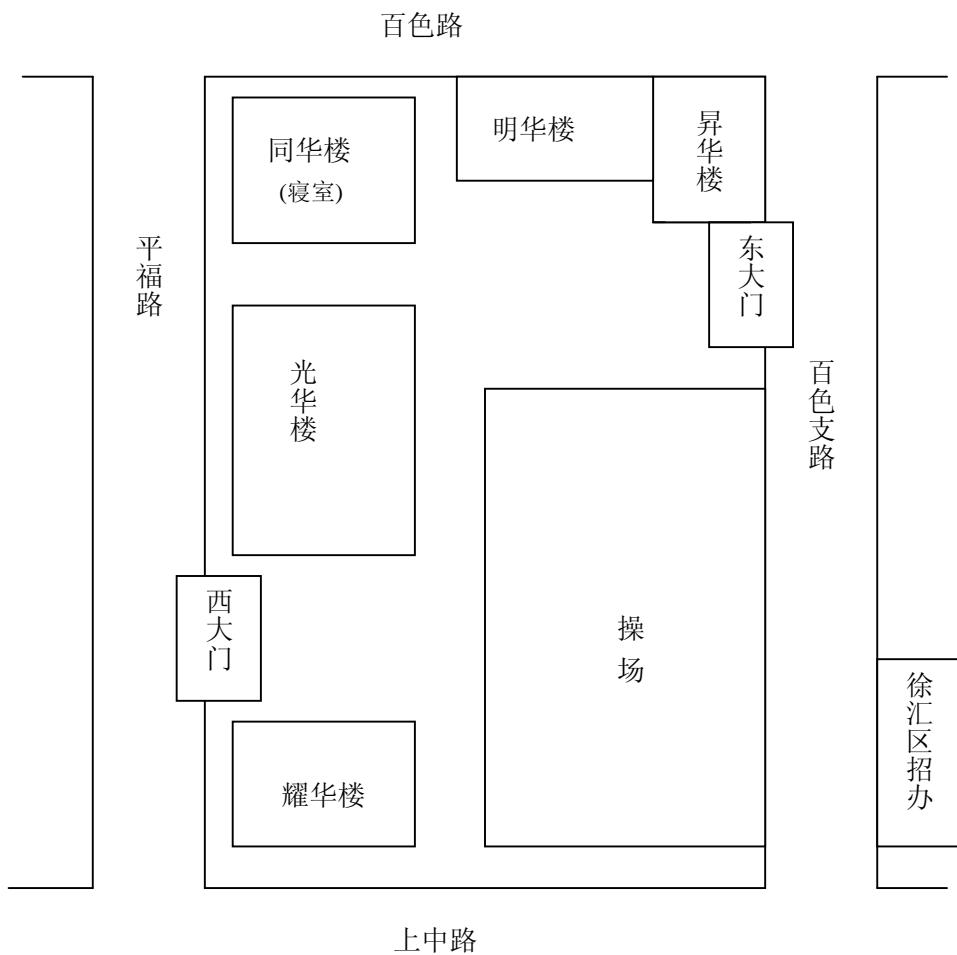 百色路
同华楼
(寝室)
明华楼
昇华楼
平福路
东大门
光华楼
百色支路
西大门
操场
徐汇区招办
耀华楼
上中路